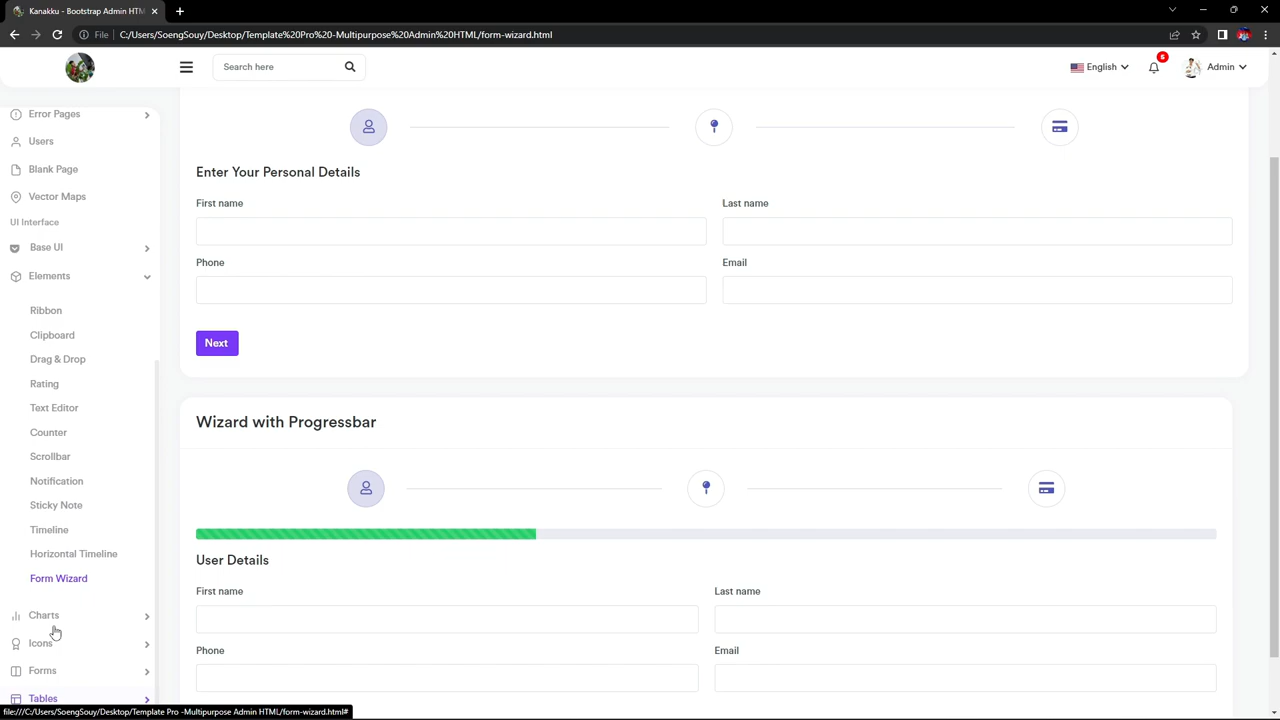 Kanakku - Bootstrap Admin HTM
File C:/Users/SoengSouy/Desktop/Template%20Pro%20-Multipurpose%20Admin%20HTML/form-wizard.html
Search here
English
6
Admin
Error Pages
Users
Blank Page
Vector Maps
UI Interface
Base UI
Elements
Ribbon
Clipboard
Drag & Drop
Rating
Text Editor
Counter
Scrollbar
Notification
Sticky Note
Timeline
Horizontal Timeline
Form Wizard
Charts
Icons
Forms
Tables
Enter Your Personal Details
First name
Last name
Phone
Email
Next
Wizard with Progressbar
User Details
First name
Last name
Phone
Email
file:///C:/Users/SoengSouy/Desktop/Template Pro -Multipurpose Admin HTML/form-wizard.html#